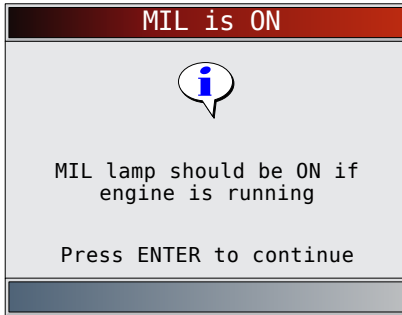 MIL is ON
i
MIL lamp should be ON if
engine is running
Press ENTER to continue